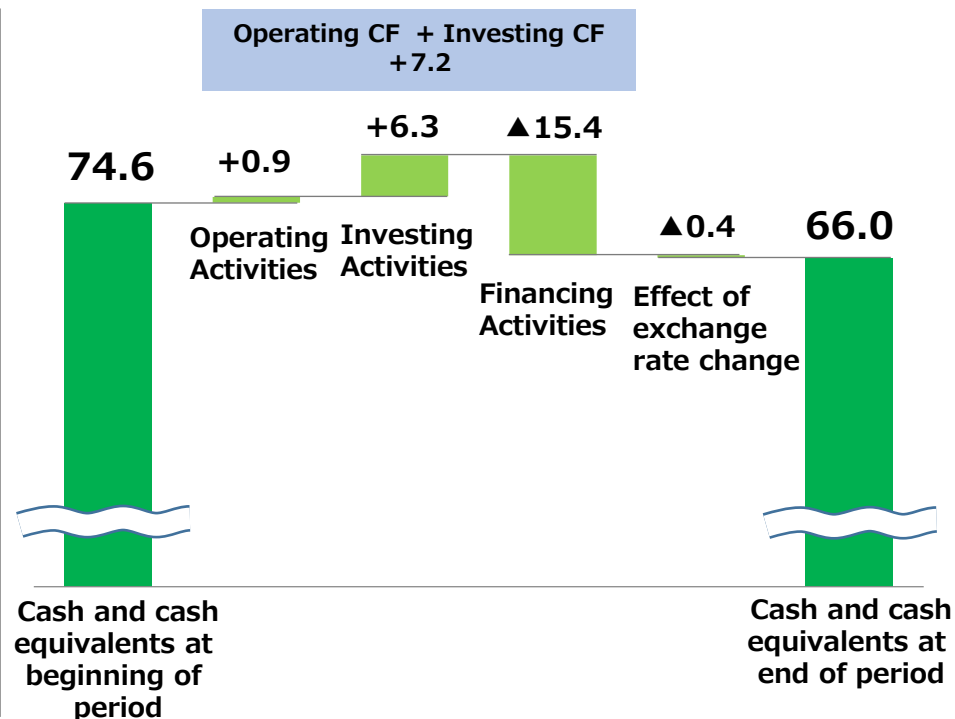 Operating CF + Investing CF
+7.2
74.6
+0.9
+6.3
▲15.4
▲0.4
66.0
Operating
Activities
Investing
Activities
Financing
Activities
Effect of
exchange
rate change
Cash and cash
equivalents at
beginning of
period
Cash and cash
equivalents at
end of period